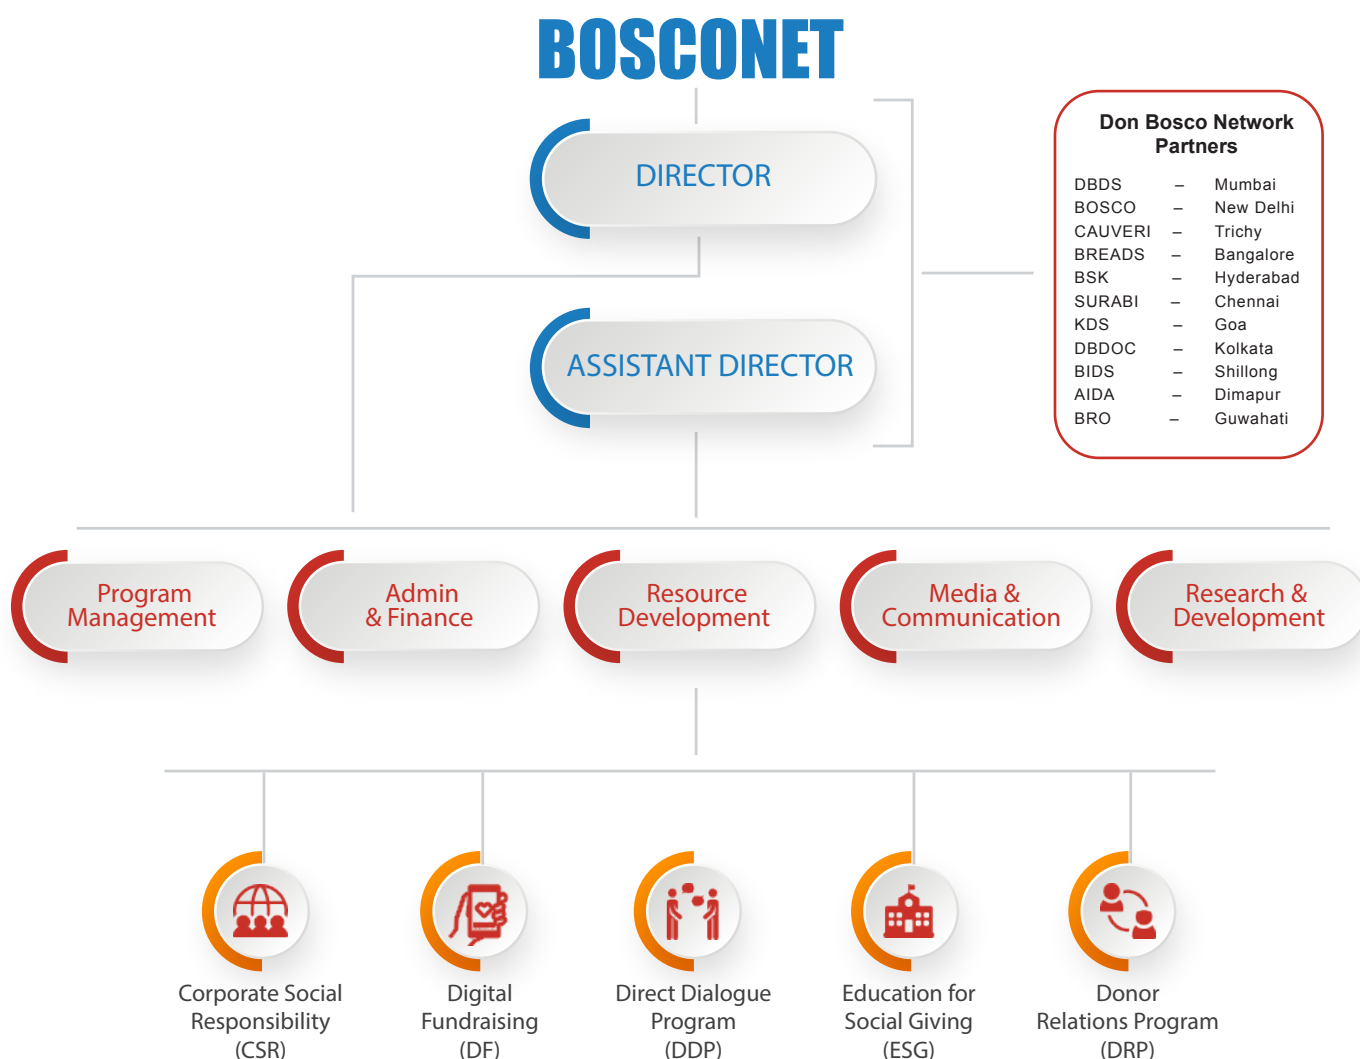 BOSCONET
DIRECTOR
ASSISTANT DIRECTOR
Don Bosco Network
Partners
DBDS – Mumbai
BOSCO – New Delhi
CAUVERI – Trichy
BREADS – Bangalore
BSK – Hyderabad
SURABI – Chennai
KDS – Goa
DBDOC – Kolkata
BIDS – Shillong
AIDA – Dimapur
BRO – Guwahati
Program
Management
Admin
& Finance
Resource
Development
Media &
Communication
Research &
Development
Corporate Social
Responsibility
(CSR)
Digital
Fundraising
(DF)
Direct Dialogue
Program
(DDP)
Education for
Social Giving
(ESG)
Donor
Relations Program
(DRP)